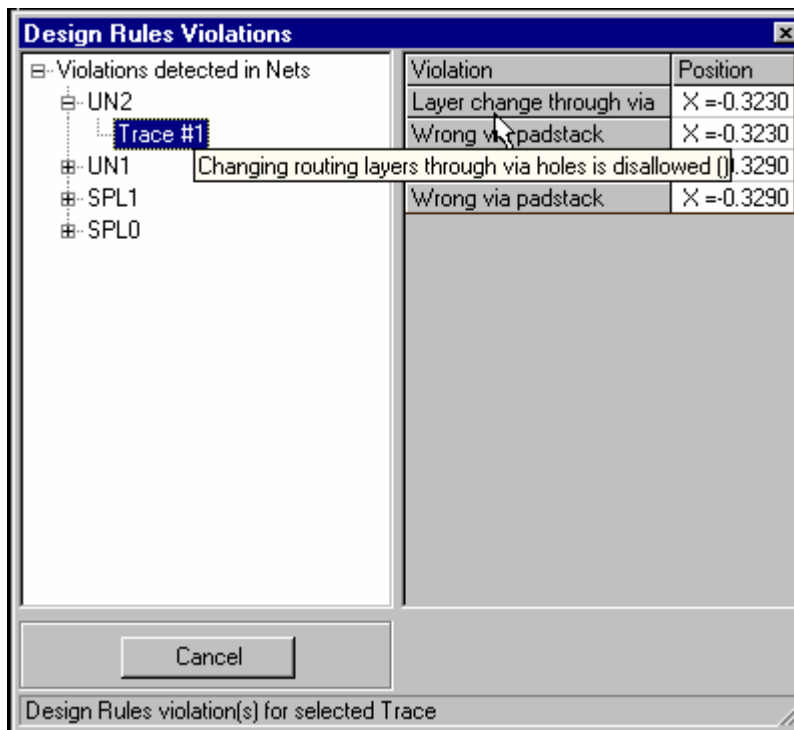 Design Rules Violations
Violations detected in Nets
UN2
Trace #1
UN1
SPL1
SPL0
Violation Position
Layer change through via X =-0.3230
Wrong via padstack X =-0.3230
Changing routing layers through via holes is disallowed () .3290
Wrong via padstack X =-0.3290
Cancel
Design Rules violation(s) for selected Trace